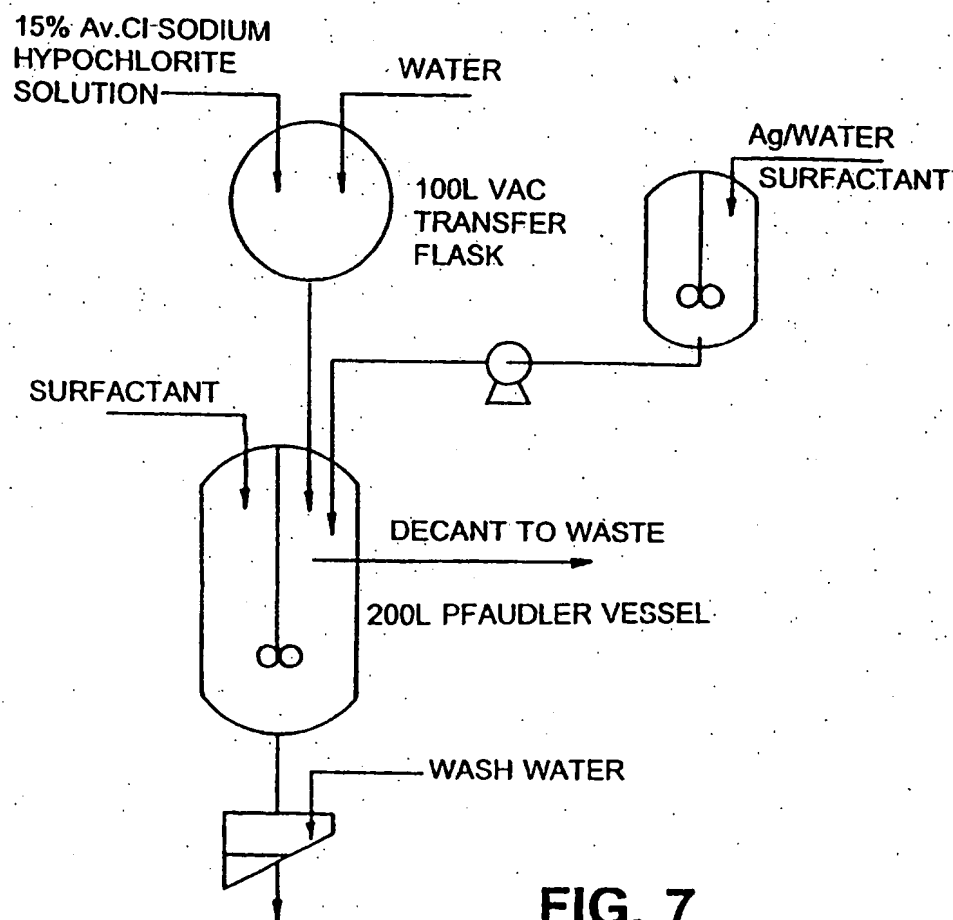 15% Av.Cl-SODIUM
HYPOCHLORITE
SOLUTION
WATER
Ag/WATER
SURFACTANT
100L VAC
TRANSFER
FLASK
SURFACTANT
DECANT TO WASTE
200L PFAUDLER VESSEL
WASH WATER
FIG. 7